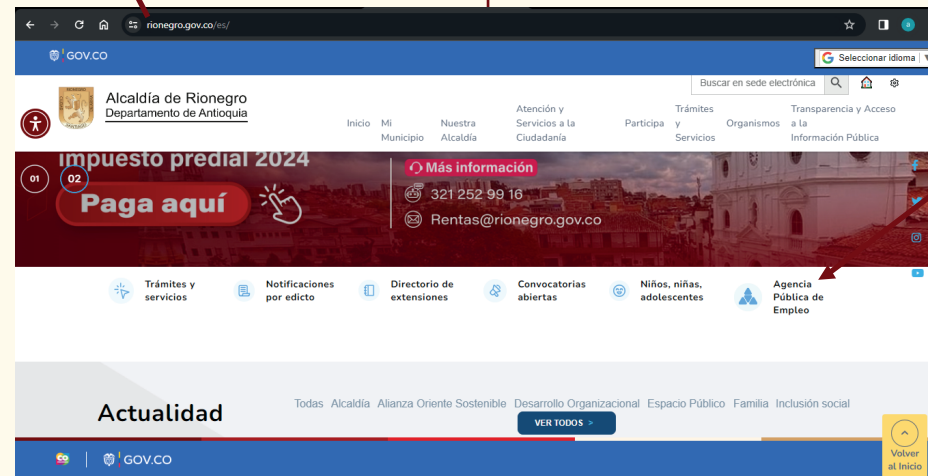 rionegro.gov.co/es/
a
GOV.CO
G Seleccionar idioma
Buscar en sede electrónica
Alcaldía de Rionegro
Departamento de Antioquia
Inicio
Mi
Municipio
Nuestra
Alcaldía
Atención y
Servicios a la
Ciudadanía
Participa
Trámites
y
Servicios
Organismos
Transparencia y Acceso
a la
Información Pública
01
02
impuesto predial 2024
Paga aquí
Más información
321 252 99 16
Rentas@rionegro.gov.co
Trámites y
servicios
Notificaciones
por edicto
Directorio de
extensiones
Convocatorias
abiertas
Niños, niñas,
adolescentes
Agencia
Pública de
Empleo
Actualidad
Todas Alcaldía Alianza Oriente Sostenible Desarrollo Organizacional Espacio Público Familia Inclusión social
VER TODOS >
CO
GOV.CO
Volver
al Inicio